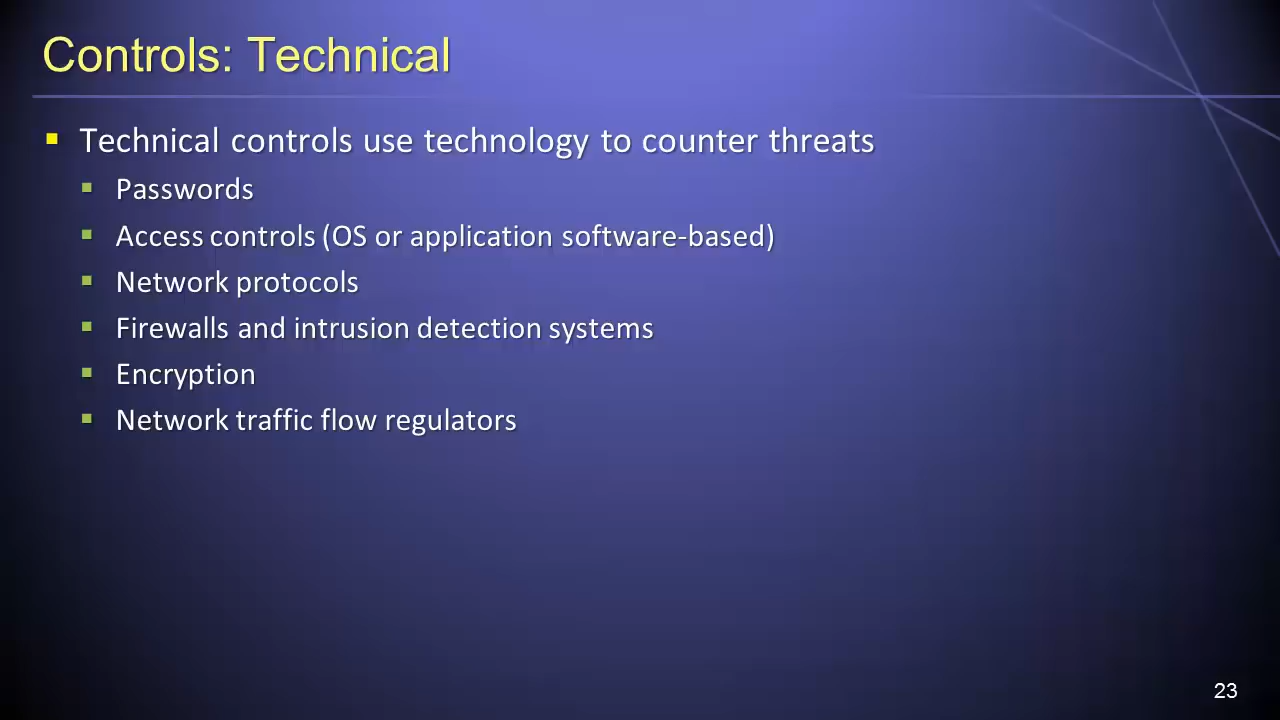 Controls: Technical
Technical controls use technology to counter threats
Passwords
Access controls (OS or application software-based)
Network protocols
Firewalls and intrusion detection systems
Encryption
Network traffic flow regulators
23